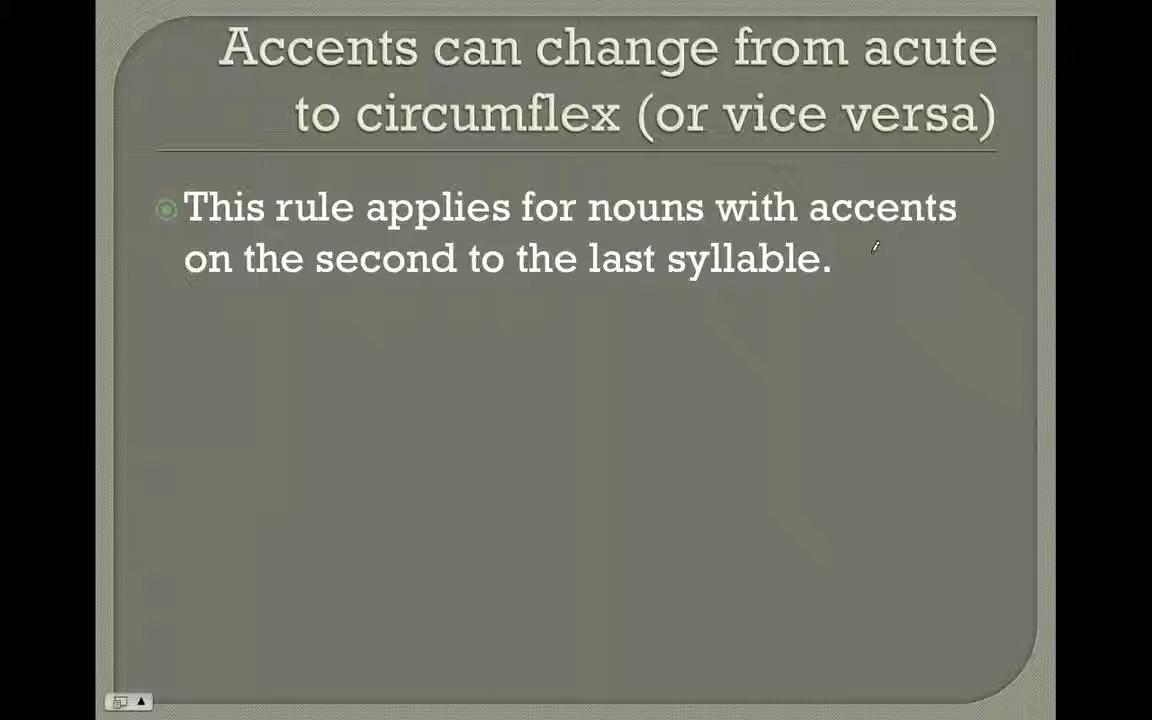 Accents can change from acute
to circumflex (or vice versa)
This rule applies for nouns with accents
on the second to the last syllable.